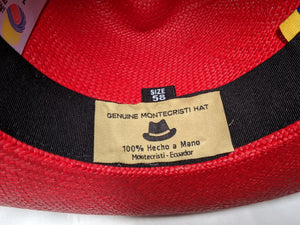 SIZE
58
GENUINE MONTECRISTI HAT
100% Hecho a Mano
Montecristi - Ecuador